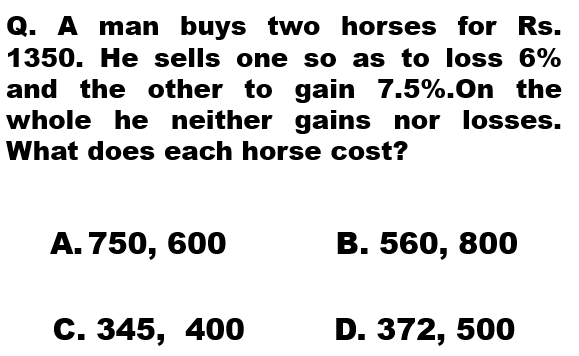 Q. A man buys two horses for Rs.
1350. He sells one so as to loss 6%
and the other to gain 7.5%.On the
whole he neither gains nor losses.
What does each horse cost?
A. 750, 600 B. 560, 800
C. 345, 400 D. 372, 500